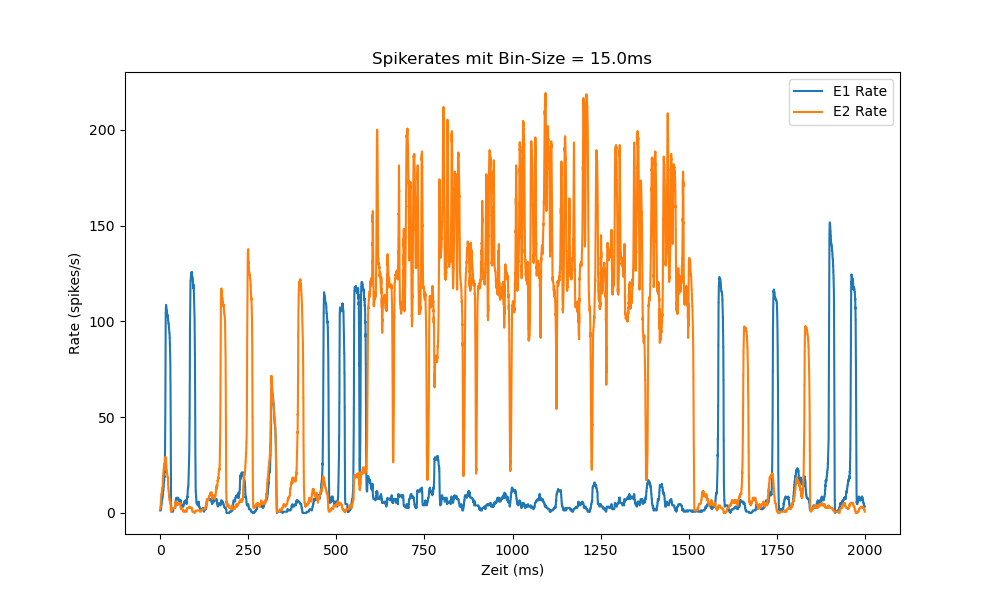 Spikerates mit Bin-Size = 15.0ms
E1 Rate
E2 Rate
Rate (spikes/s)
200
150
100
50
0
0 250 500 750 1000 1250 1500 1750 2000
Zeit (ms)